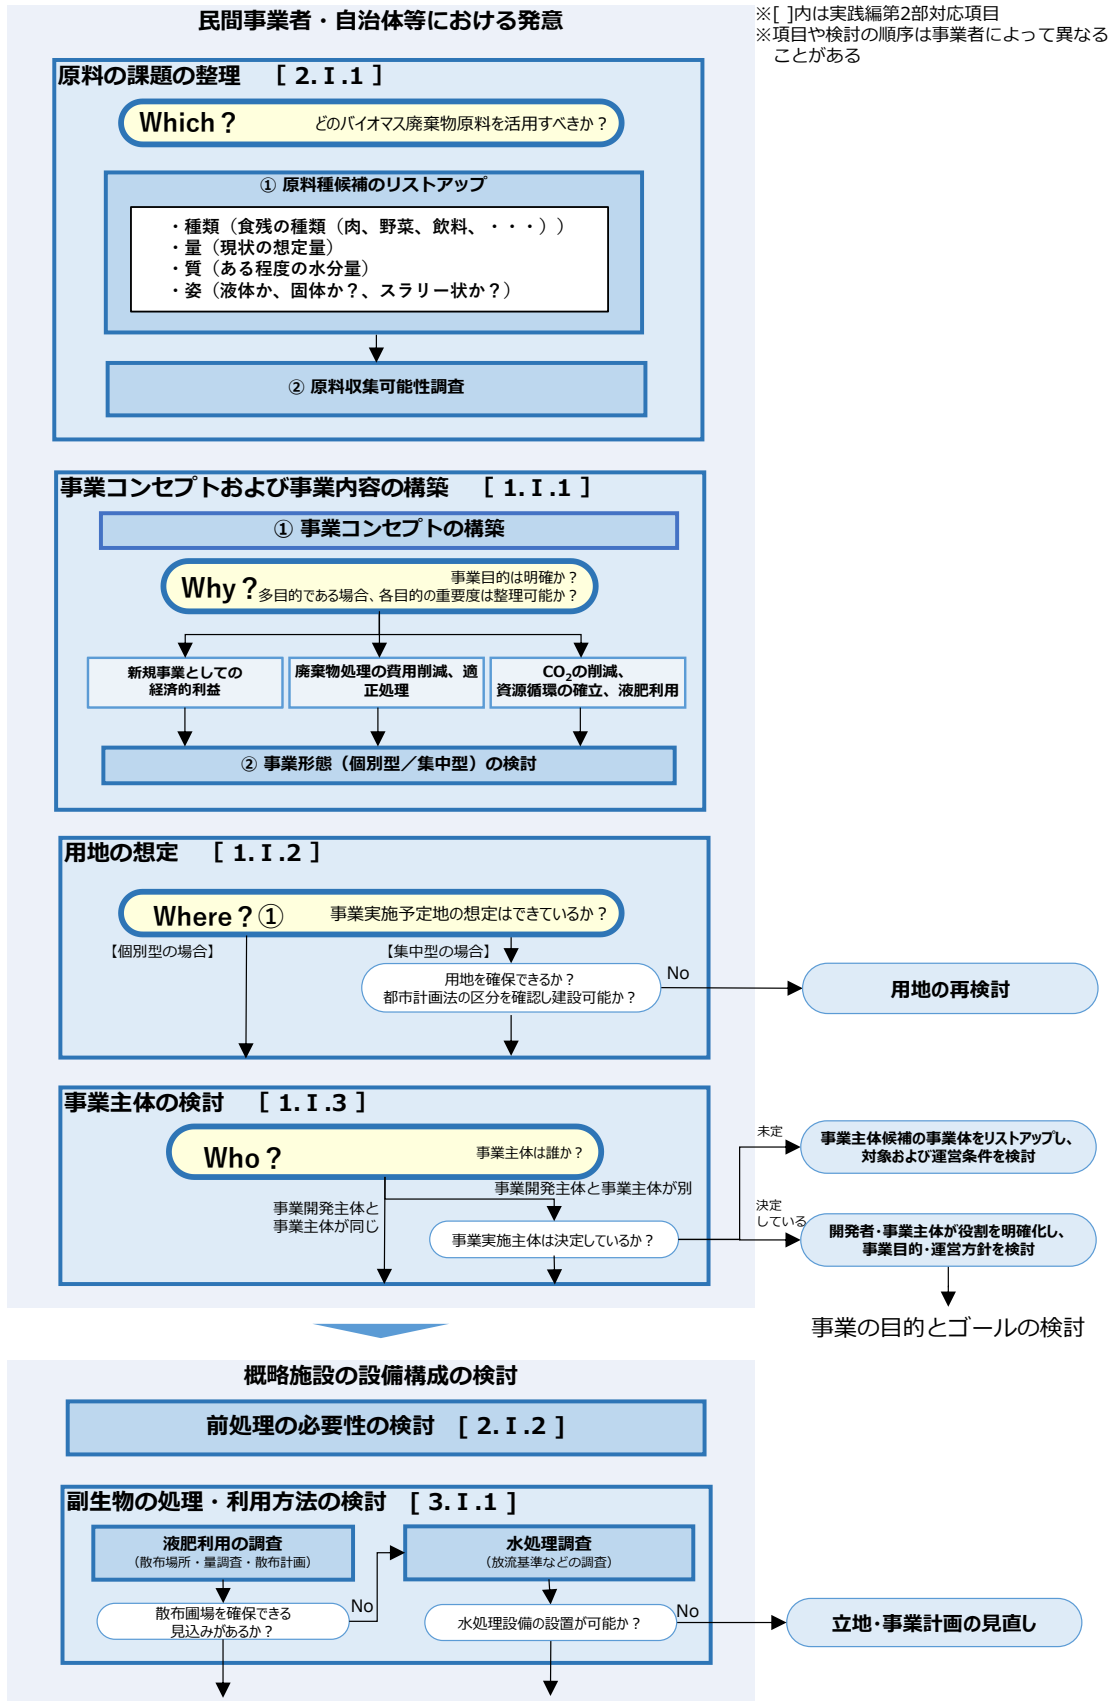 民間事業者・自治体等における発意
※[ ]内は実践編第2部対応項目
※項目や検討の順序は事業者によって異なる
ことがある
原料の課題の整理　[ 2.Ⅰ.1 ]
Which？　どのバイオマス廃棄物原料を活用すべきか？
① 原料種候補のリストアップ
・種類（食残の種類（肉、野菜、飲料、・・・））
・量（現状の想定量）
・質（ある程度の水分量）
・姿（液体か、固体か？、スラリー状か？）
② 原料収集可能性調査
事業コンセプトおよび事業内容の構築　[ 1.Ⅰ.1 ]
① 事業コンセプトの構築
Why？
事業目的は明確か？
多目的である場合、各目的の重要度は整理可能か？
新規事業としての
経済的利益
廃棄物処理の費用削減、適
正処理
CO₂の削減、
資源循環の確立、液肥利用
② 事業形態（個別型／集中型）の検討
用地の想定　[ 1.Ⅰ.2 ]
Where？①　事業実施予定地の想定はできているか？
【個別型の場合】
【集中型の場合】
用地を確保できるか？
都市計画法の区分を確認し建設可能か？
No
用地の再検討
事業主体の検討　[ 1.Ⅰ.3 ]
Who？　事業主体は誰か？
事業開発主体と事業主体が別
事業開発主体と
事業主体が同じ
事業実施主体は決定しているか？
未定
事業主体候補の事業体をリストアップし、
対象および運営条件を検討
決定
している
開発者・事業主体が役割を明確化し、
事業目的・運営方針を検討
事業の目的とゴールの検討
概略施設の設備構成の検討
前処理の必要性の検討　[ 2.Ⅰ.2 ]
副生物の処理・利用方法の検討　[ 3.Ⅰ.1 ]
液肥利用の調査
（散布場所・量調査・散布計画）
水処理調査
（放流基準などの調査）
散布圃場を確保できる
見込みがあるか？
No
水処理設備の設置が可能か？
No
立地・事業計画の見直し